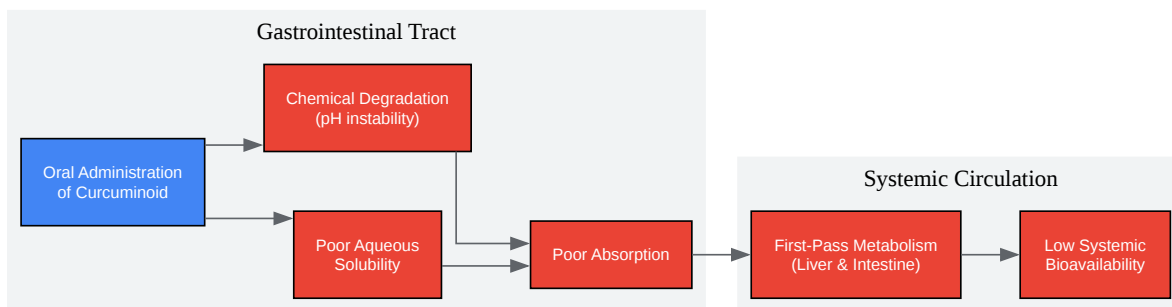 Gastrointestinal Tract
Chemical Degradation
(pH instability)
Oral Administration
of Curcuminoid
Poor Aqueous
Solubility
Poor Absorption
Systemic Circulation
First-Pass Metabolism
(Liver & Intestine)
Low Systemic
Bioavailability